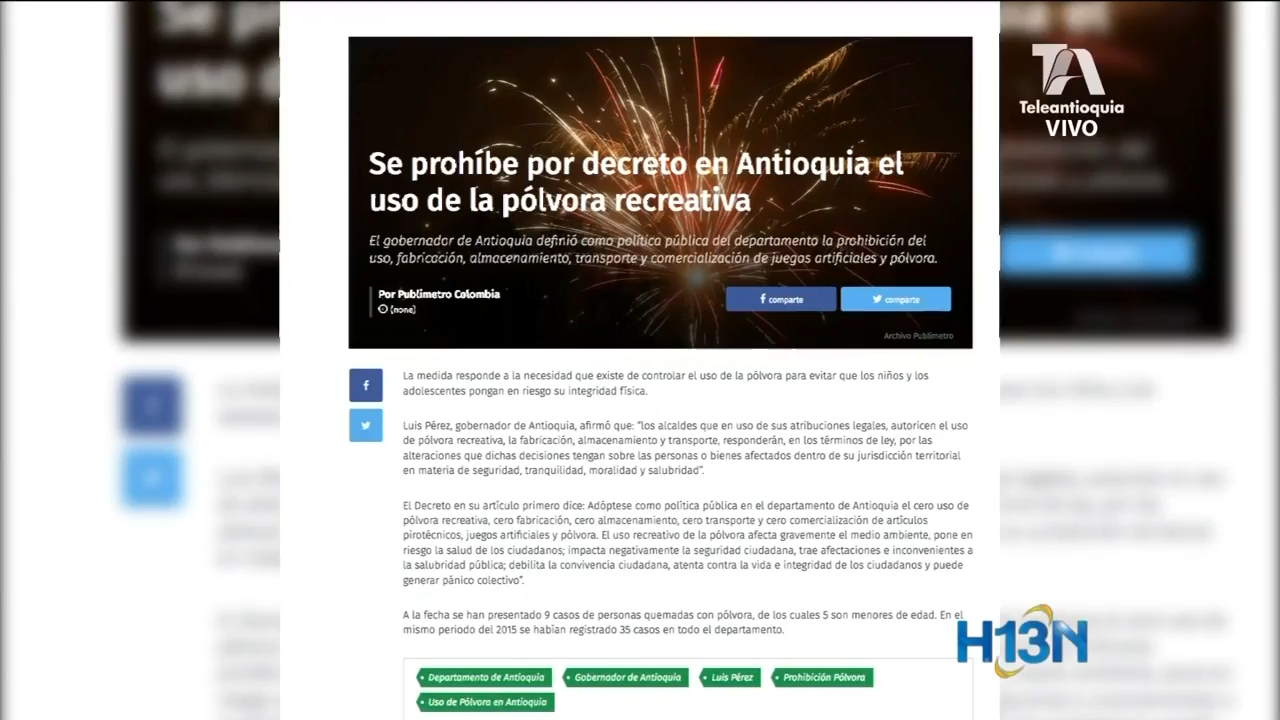 Teleantioquia
VIVO
Se prohíbe por decreto en Antioquia el
uso de la pólvora recreativa
El gobernador de Antioquia definió como política pública del departamento la prohibición del
uso, fabricación, almacenamiento, transporte y comercialización de juegos artificiales y pólvora.
Por Publimetro Colombia
(none)
comparte
comparte
Archivo Publimetro
La medida responde a la necesidad que existe de controlar el uso de la pólvora para evitar que los niños y los
adolescentes pongan en riesgo su integridad física.
Luis Pérez, gobernador de Antioquia, afirmó que: "los alcaldes que en uso de sus atribuciones legales, autoricen el uso
de pólvora recreativa, la fabricación, almacenamiento y transporte, responderán, en los términos de ley, por las
alteraciones que dichas decisiones tengan sobre las personas o bienes afectados dentro de su jurisdicción territorial
en materia de seguridad, tranquilidad, moralidad y salubridad".
El Decreto en su artículo primero dice: Adóptese como política pública en el departamento de Antioquia el cero uso de
pólvora recreativa, cero fabricación, cero almacenamiento, cero transporte y cero comercialización de artículos
pirotécnicos, juegos artificiales y pólvora. El uso recreativo de la pólvora afecta gravemente el medio ambiente, pone en
riesgo la salud de los ciudadanos; impacta negativamente la seguridad ciudadana, trae afectaciones e inconvenientes a
la salubridad pública; debilita la convivencia ciudadana, atenta contra la vida e integridad de los ciudadanos y puede
generar pánico colectivo".
A la fecha se han presentado 9 casos de personas quemadas con pólvora, de los cuales 5 son menores de edad. En el
mismo periodo del 2015 se habían registrado 35 casos en todo el departamento.
H13N
Departamento de Antioquia
Gobernador de Antioquia
Luis Pérez
Prohibición Pólvora
Uso de Pólvora en Antioquia